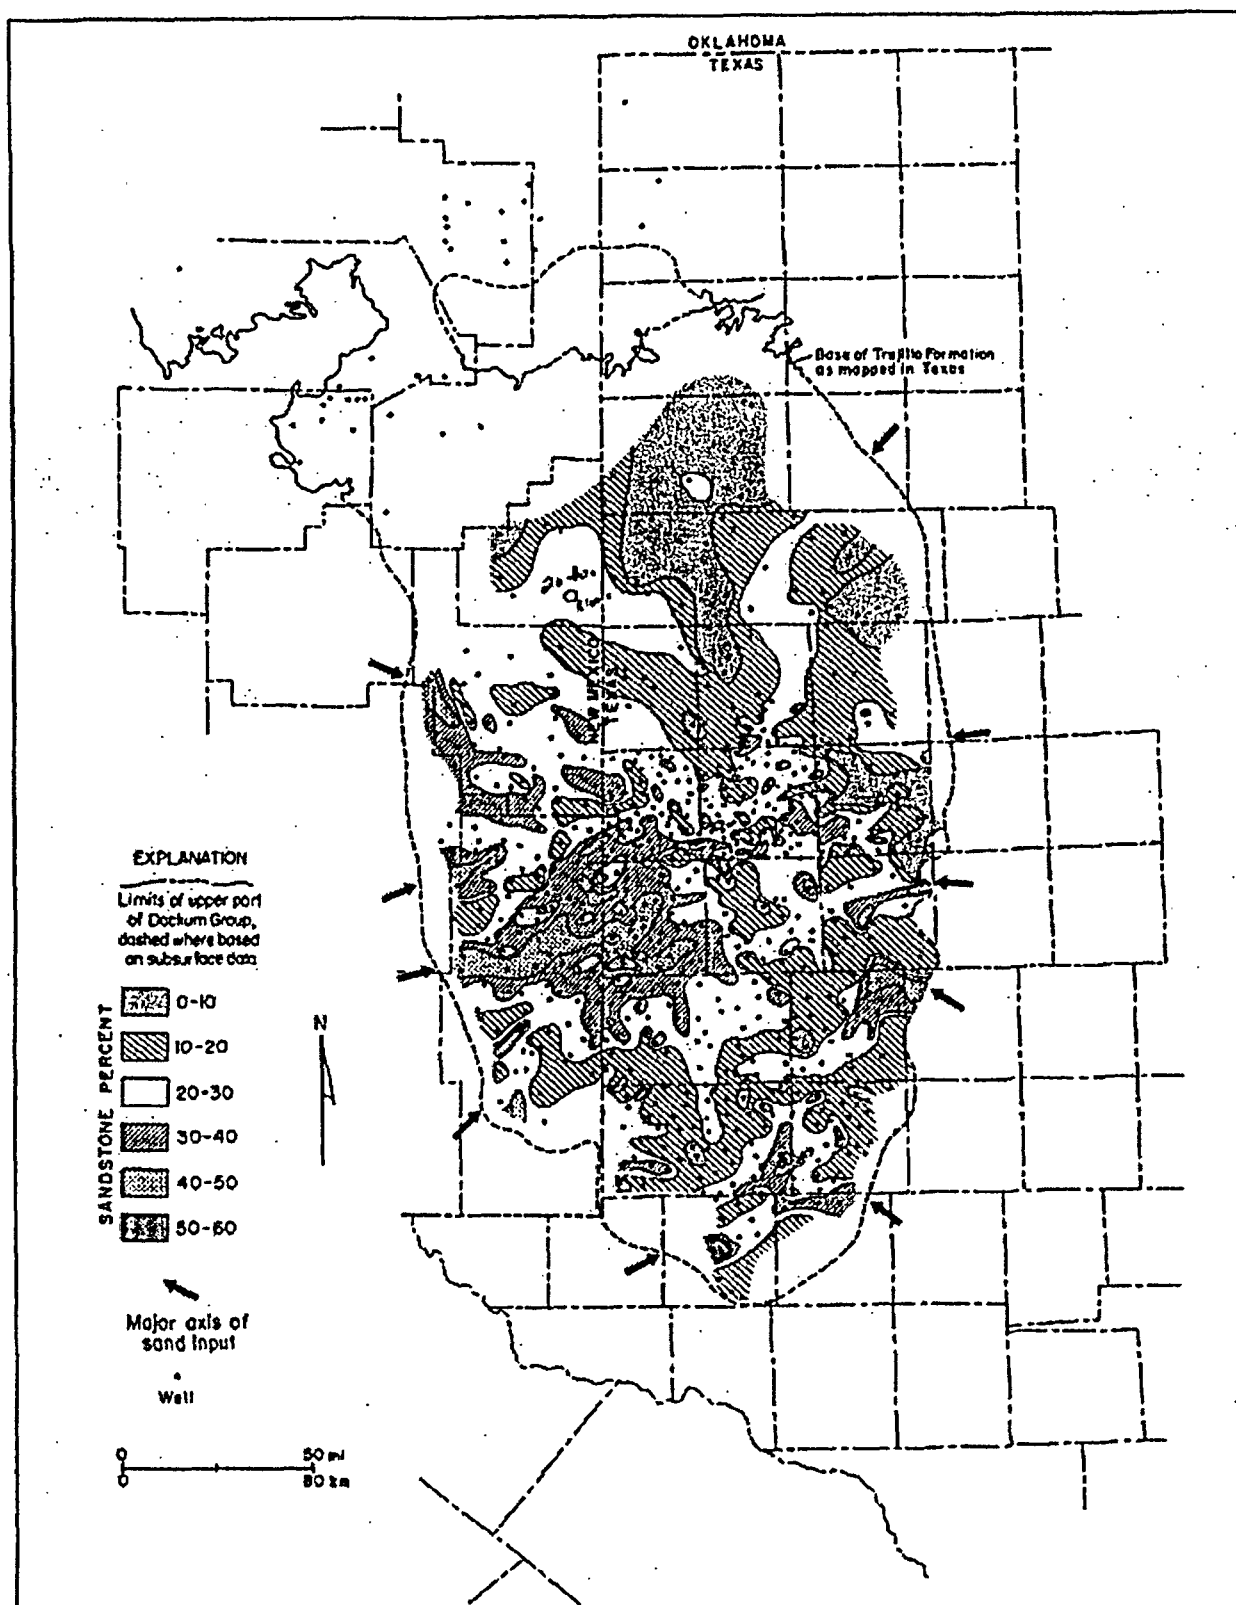 OKLAHOMA
TEXAS
Base of Trujillo Formation
as mapped in Texas
NEW MEXICO
TEXAS
EXPLANATION
Limits of upper part
of Dockum Group,
dashed where based
on subsurface data
SANDSTONE PERCENT
0-10
10-20
20-30
30-40
40-50
50-60
N
Major axis of
sand input
Well
0 50 mi
0 80 km